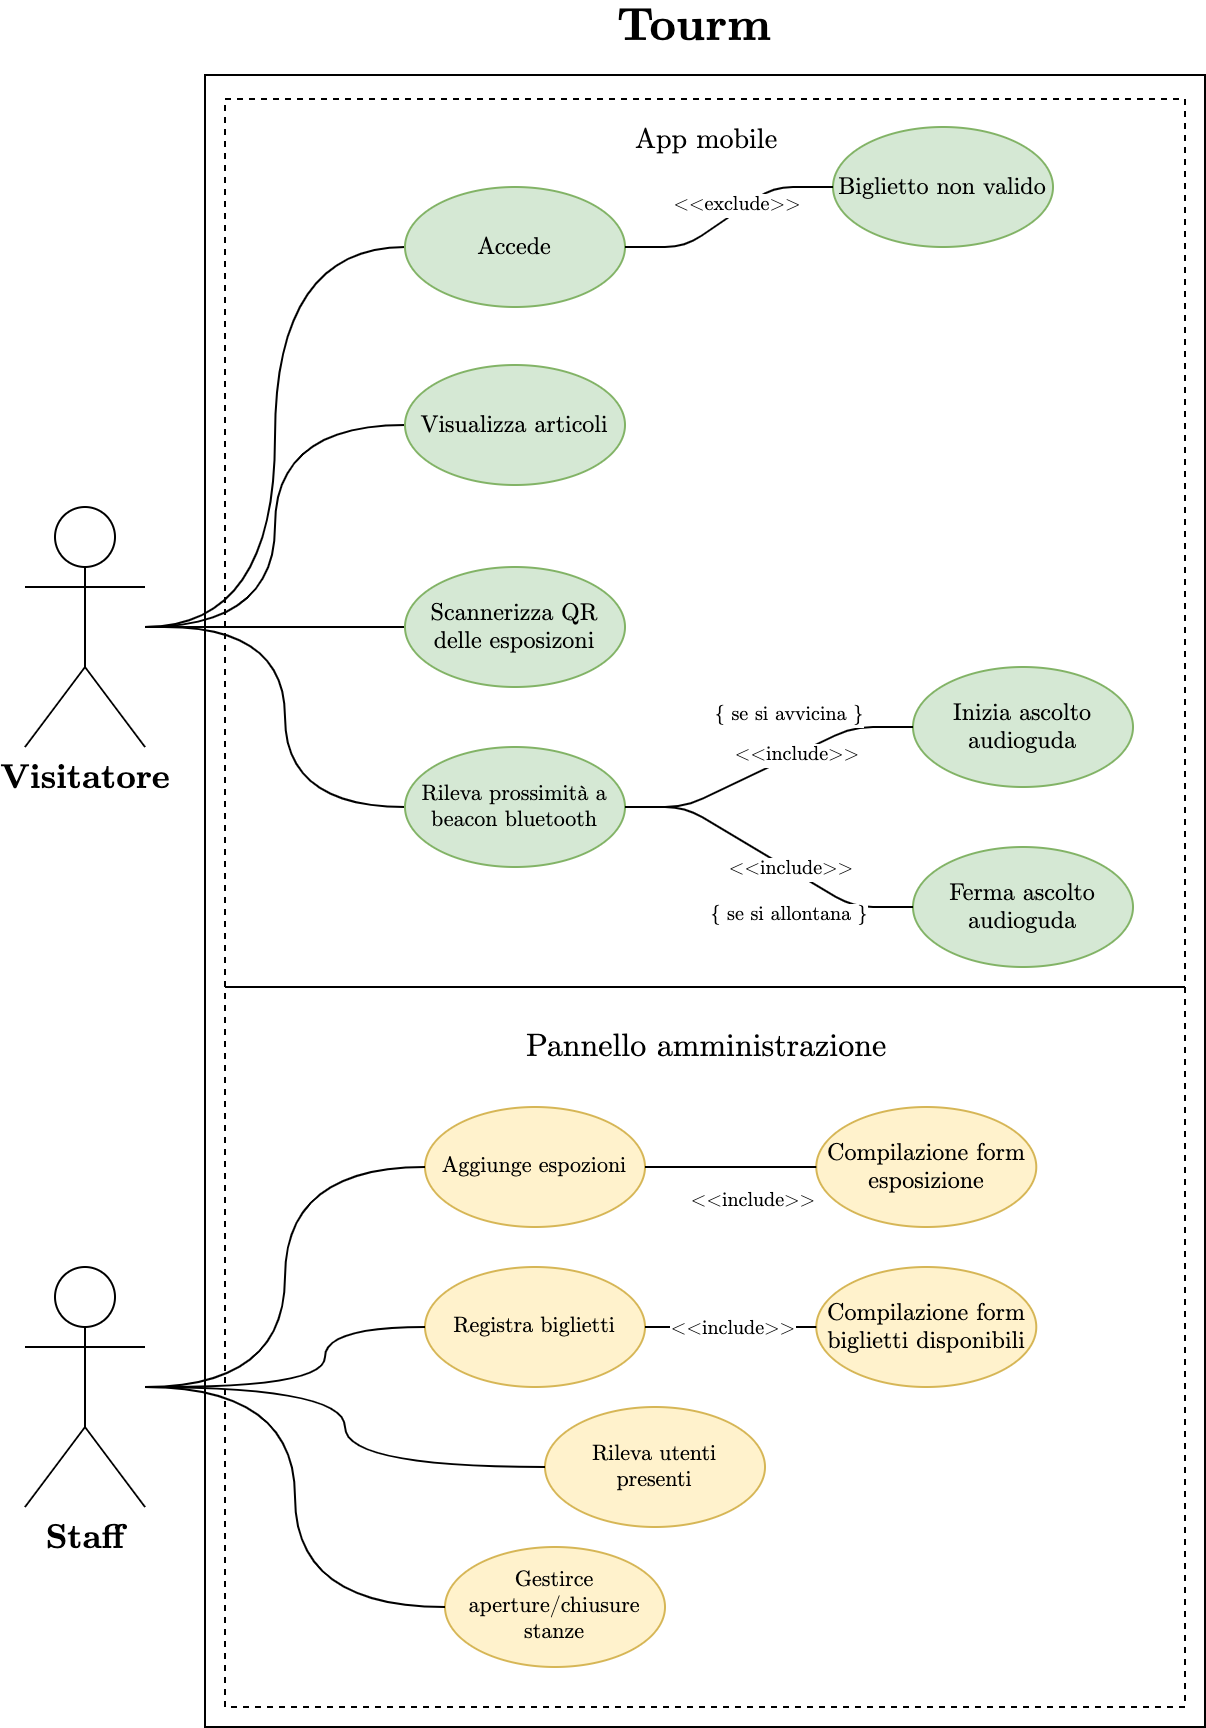 Tourm
App mobile
Biglietto non valido
<<exclude>>
Accede
Visualizza articoli
Scannerizza QR
delle esposizoni
Visitatore
{ se si avvicina }
<<include>>
Inizia ascolto
audioguda
Rileva prossimità a
beacon bluetooth
<<include>>
{ se si allontana }
Ferma ascolto
audioguda
Pannello amministrazione
Aggiunge espozioni
<<include>>
Compilazione form
esposizione
Registra biglietti
<<include>>
Compilazione form
biglietti disponibili
Rileva utenti
presenti
Staff
Gestirce
aperture/chiusure
stanze